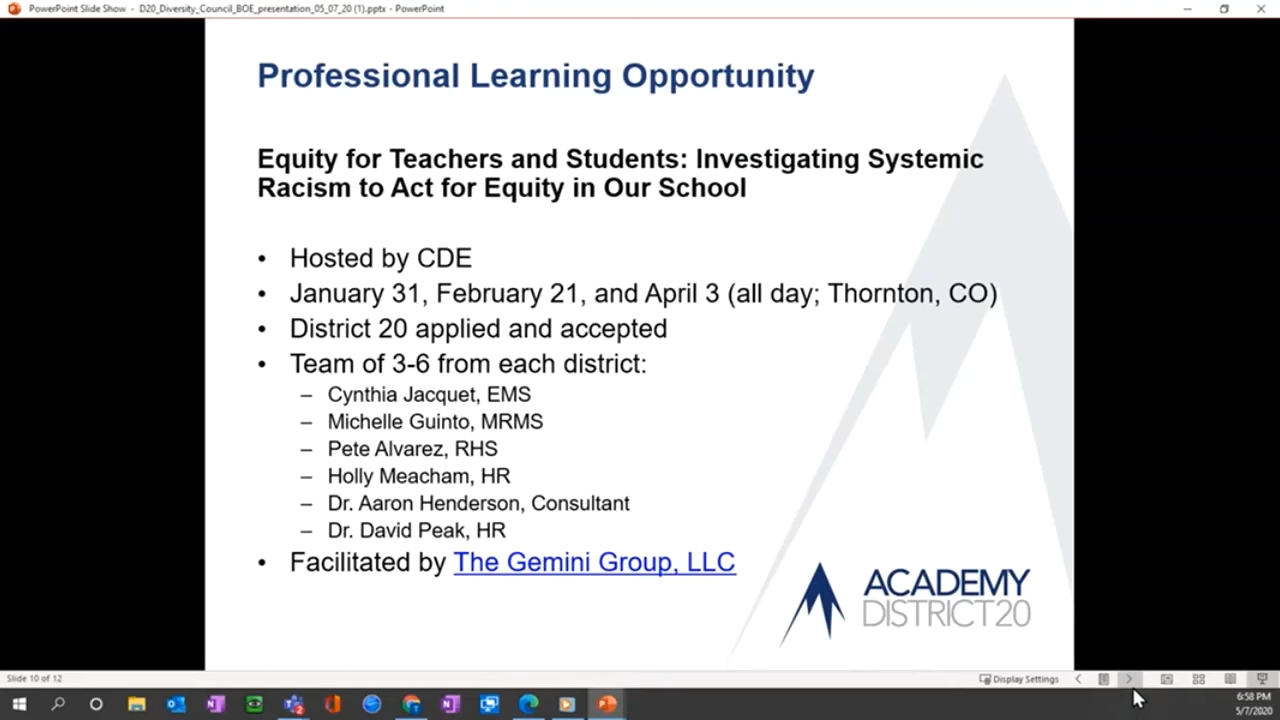 PowerPoint Slide Show - D20_Diversity_Council_BOE_presentation_05_07_20 (1).pptx - PowerPoint
Professional Learning Opportunity
Equity for Teachers and Students: Investigating Systemic
Racism to Act for Equity in Our School
• Hosted by CDE
• January 31, February 21, and April 3 (all day; Thornton, CO)
• District 20 applied and accepted
• Team of 3-6 from each district:
– Cynthia Jacquet, EMS
– Michelle Guinto, MRMS
– Pete Alvarez, RHS
– Holly Meacham, HR
– Dr. Aaron Henderson, Consultant
– Dr. David Peak, HR
• Facilitated by The Gemini Group, LLC
ACADEMY
DISTRICT20
Slide 10 of 12
Display Settings
6:58 PM
5/7/2020